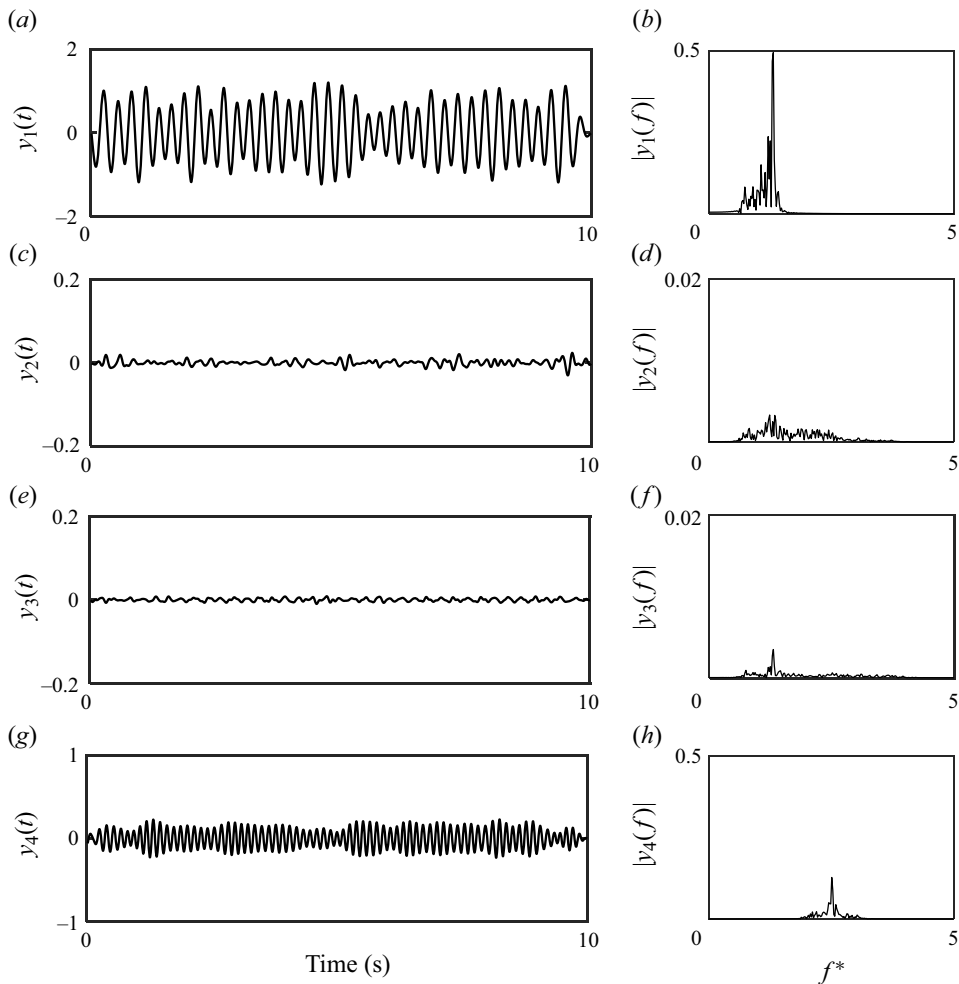 (a)
2
0
–2
y1(t)
0
10
(b)
0.5
|y1(f)|
0
5
(c)
0.2
0
–0.2
y2(t)
0
10
(d)
0.02
|y2(f)|
0
5
(e)
0.2
0
–0.2
y3(t)
0
10
(f)
0.02
|y3(f)|
0
5
(g)
1
0
–1
y4(t)
0
10
Time (s)
(h)
0.5
|y4(f)|
0
5
f*